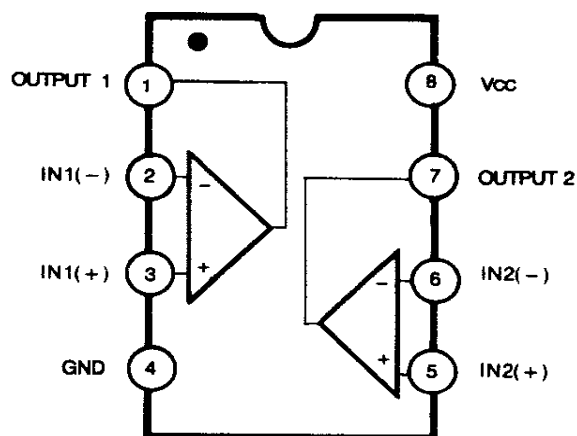 OUTPUT 1
1
8
Vcc
IN1(-)
2
-
7
OUTPUT 2
IN1(+)
3
+
-
6
IN2(-)
GND
4
+
5
IN2(+)